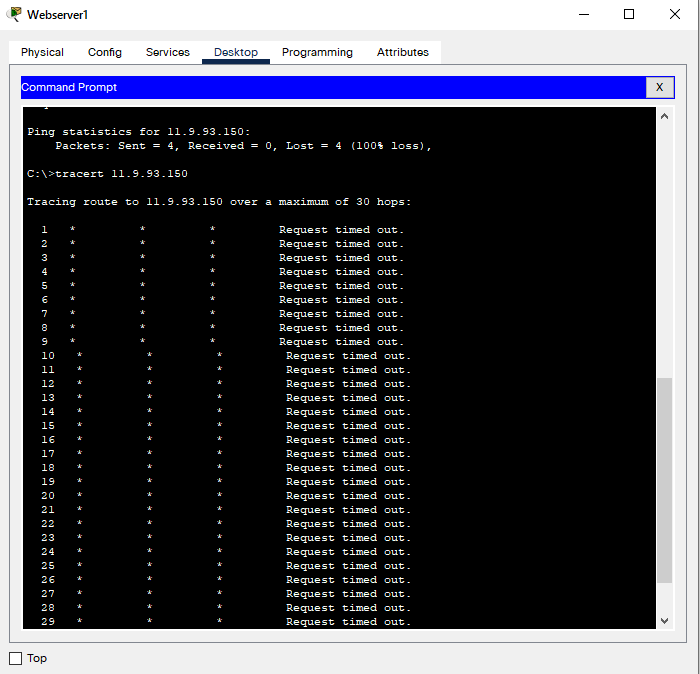 Webserver1
Physical Config Services Desktop Programming Attributes
Command Prompt X
Ping statistics for 11.9.93.150:
Packets: Sent = 4, Received = 0, Lost = 4 (100% loss),
C:\>tracert 11.9.93.150
Tracing route to 11.9.93.150 over a maximum of 30 hops:
1 * * * Request timed out.
2 * * * Request timed out.
3 * * * Request timed out.
4 * * * Request timed out.
5 * * * Request timed out.
6 * * * Request timed out.
7 * * * Request timed out.
8 * * * Request timed out.
9 * * * Request timed out.
10 * * * Request timed out.
11 * * * Request timed out.
12 * * * Request timed out.
13 * * * Request timed out.
14 * * * Request timed out.
15 * * * Request timed out.
16 * * * Request timed out.
17 * * * Request timed out.
18 * * * Request timed out.
19 * * * Request timed out.
20 * * * Request timed out.
21 * * * Request timed out.
22 * * * Request timed out.
23 * * * Request timed out.
24 * * * Request timed out.
25 * * * Request timed out.
26 * * * Request timed out.
27 * * * Request timed out.
28 * * * Request timed out.
29 * * * Request timed out.
Top